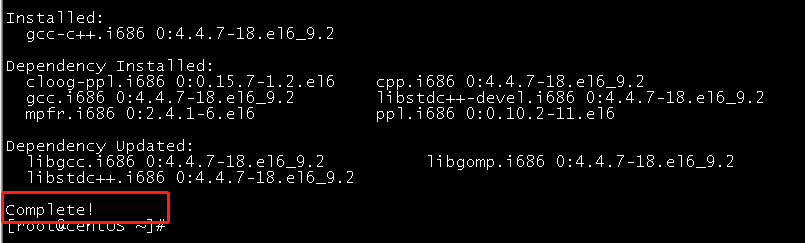 Installed:
gcc-c++.i686 0:4.4.7-18.el6_9.2
Dependency Installed:
cloog-ppl.i686 0:0.15.7-1.2.el6 cpp.i686 0:4.4.7-18.el6_9.2
gcc.i686 0:4.4.7-18.el6_9.2 libstdc++-devel.i686 0:4.4.7-18.el6_9.2
mpfr.i686 0:2.4.1-6.el6 ppl.i686 0:0.10.2-11.el6
Dependency Updated:
libgcc.i686 0:4.4.7-18.el6_9.2 libgomp.i686 0:4.4.7-18.el6_9.2
libstdc++.i686 0:4.4.7-18.el6_9.2
Complete!
[root@CentOS ~]#